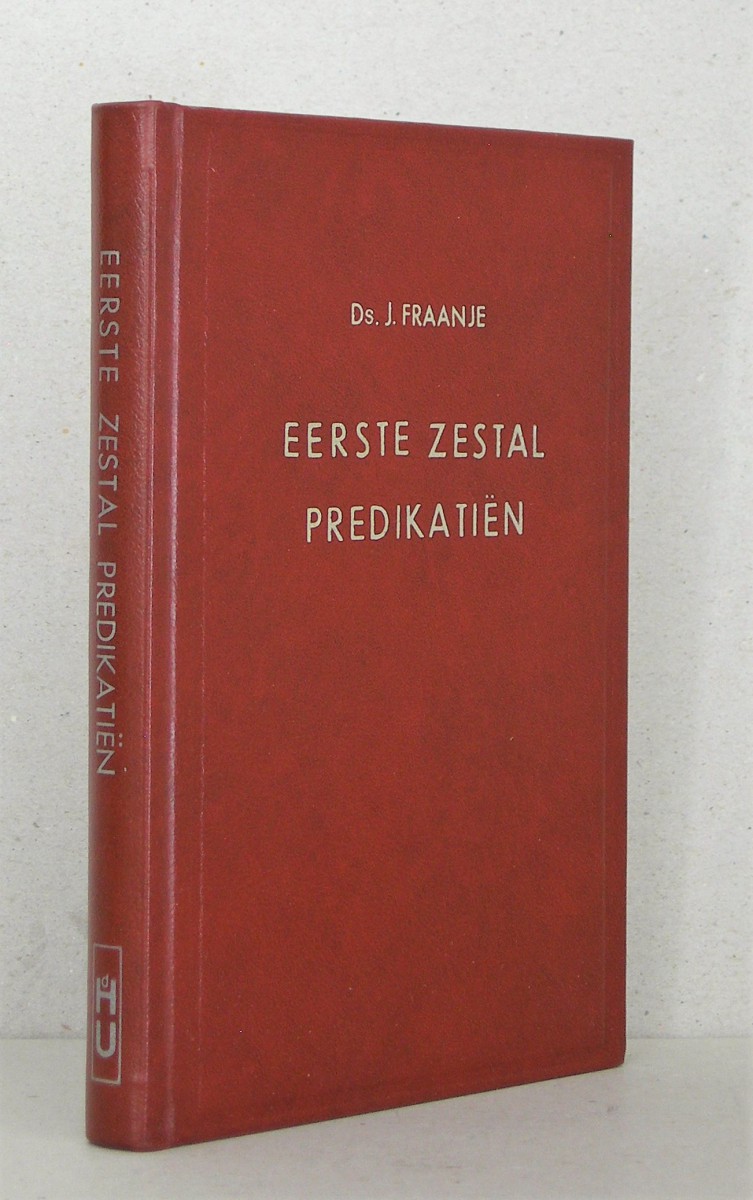 Ds. J. FRAANJE
EERSTE ZESTAL
PREDIKATIËN
EERSTE ZESTAL PREDIKATIËN